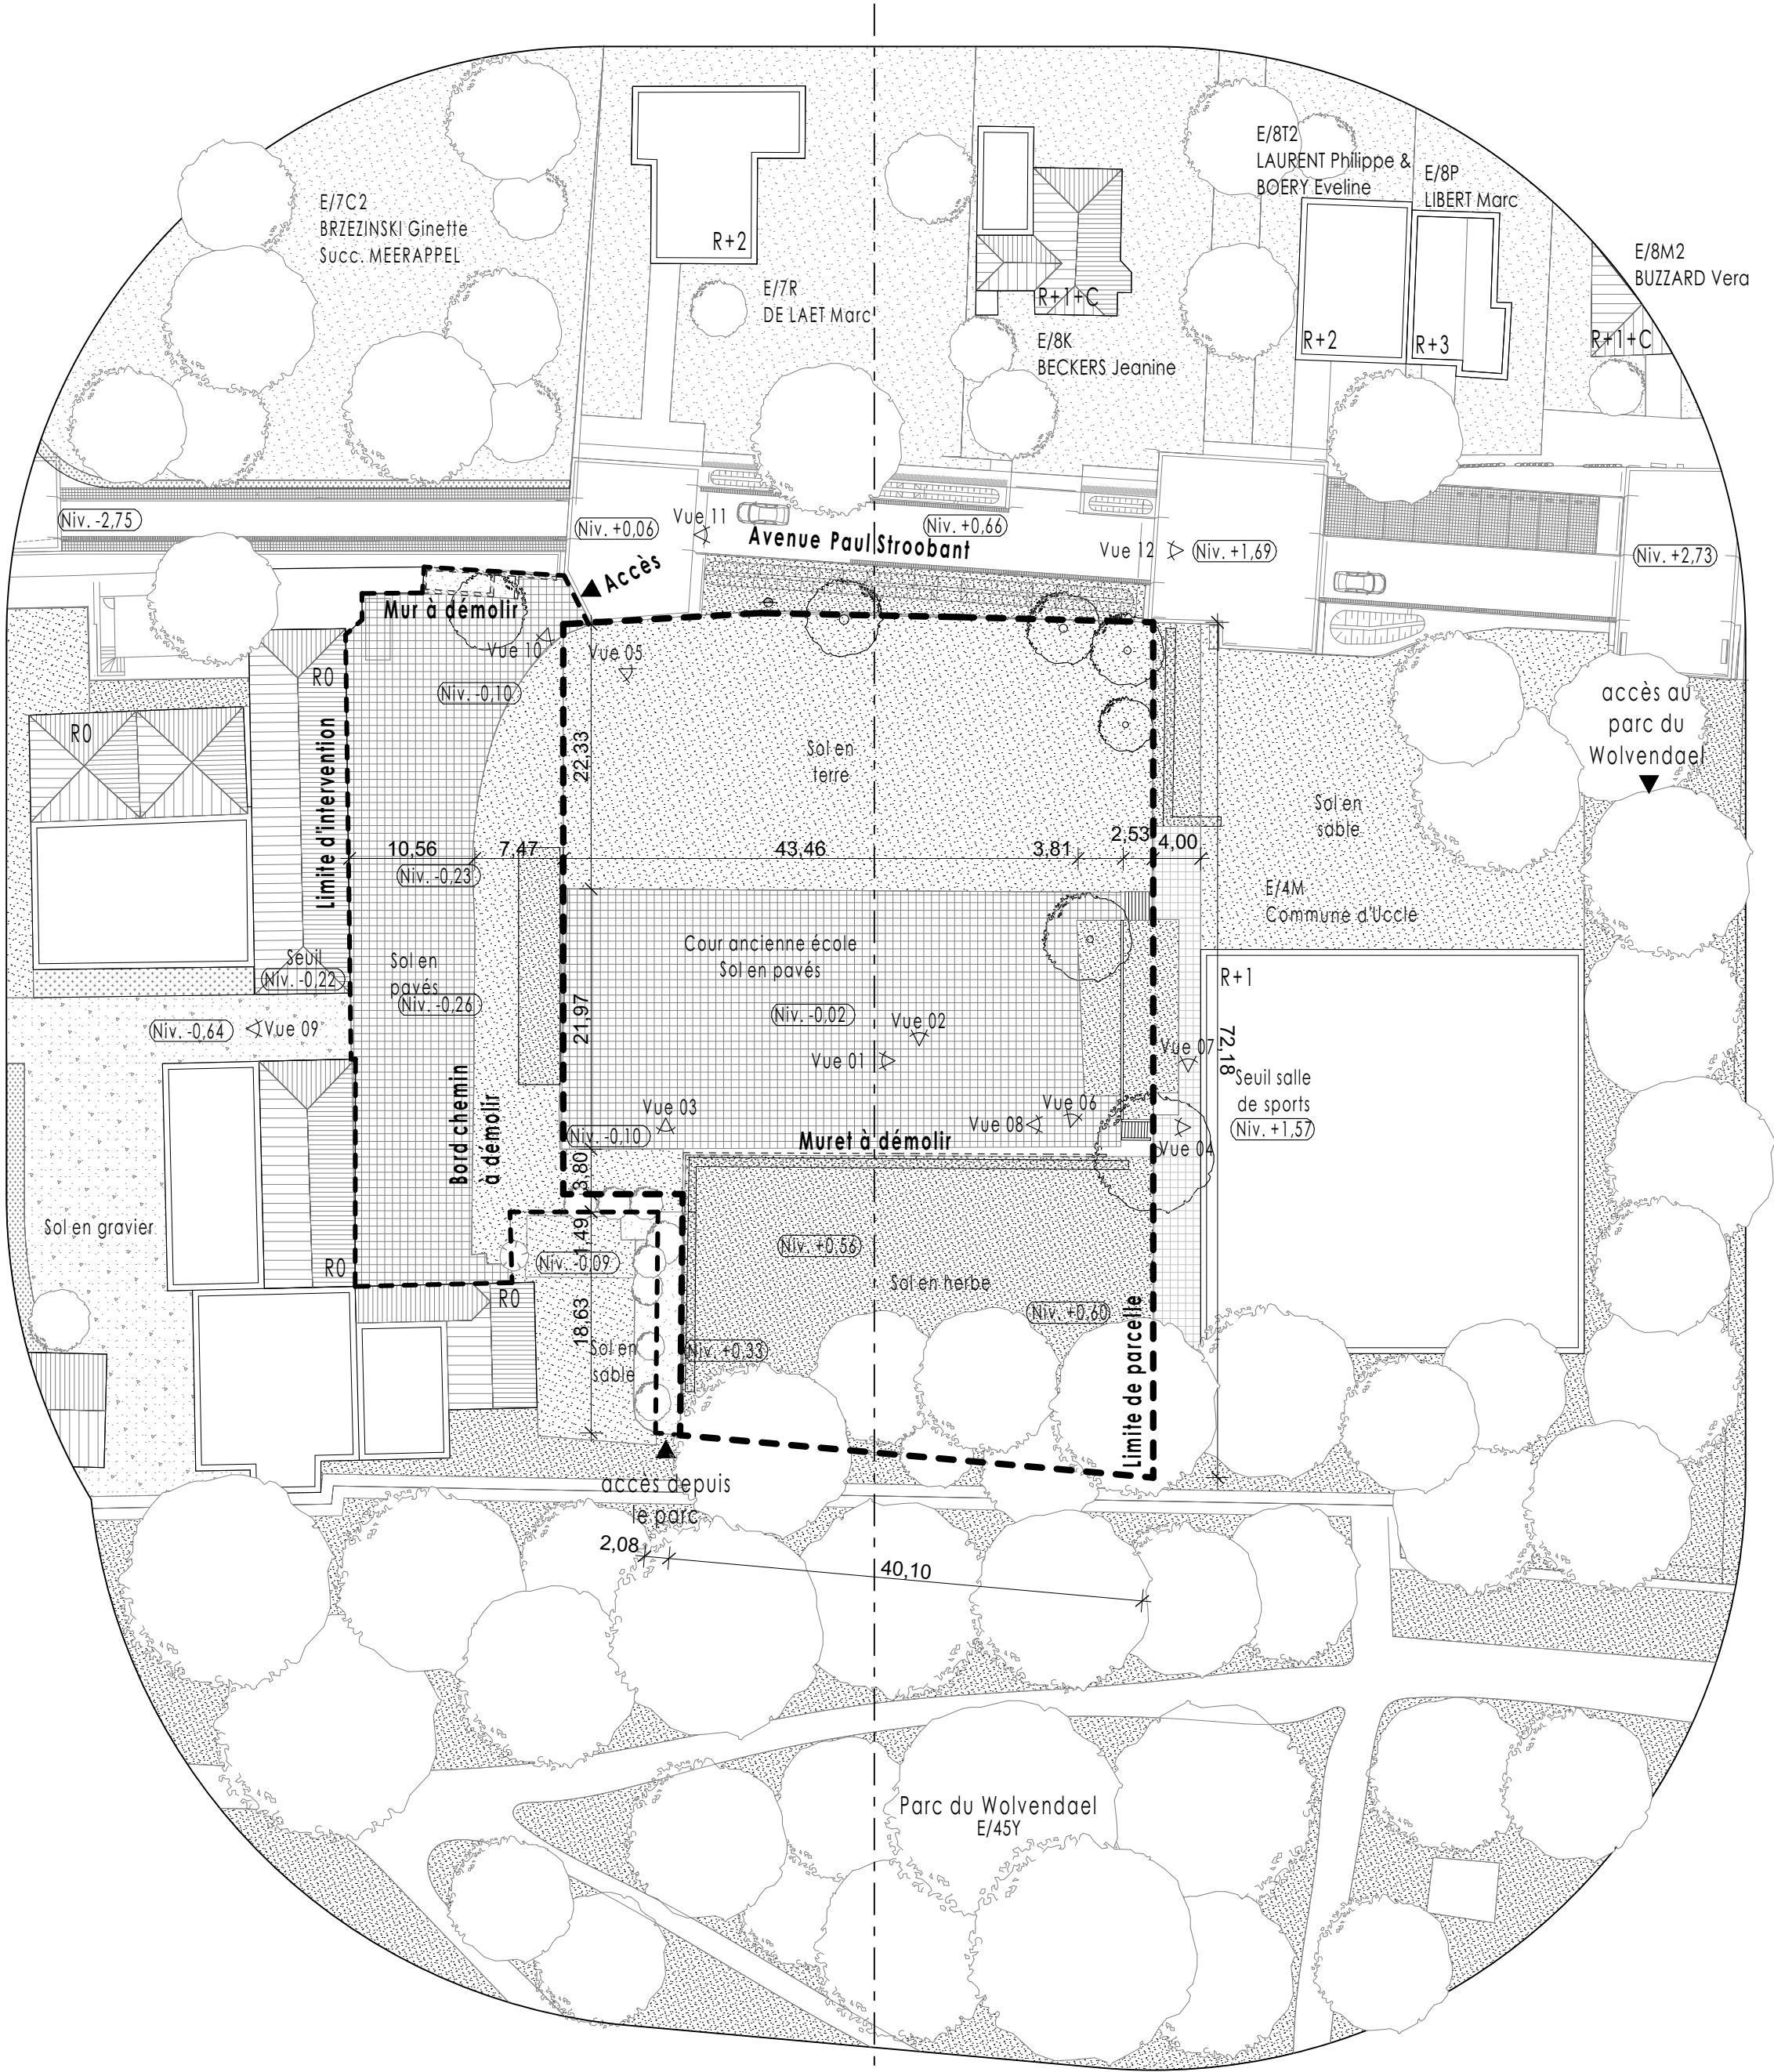 E/7C2
BRZEZINSKI Ginette
Succ. MEERAPPEL
R+2
E/7R
DE LAET Marc
R+1+C
E/8K
BECKERS Jeanine
E/8T2
LAURENT Philippe &
BOERY Eveline
E/8P
LIBERT Marc
R+2
R+3
E/8M2
BUZZARD Vera
R+1+C
Niv. -2,75
Niv. +0,06
Vue 11
Niv. +0,66
Avenue Paul Stroobant
Vue 12
Niv. +1,69
Niv. +2,73
Accès
Mur à démolir
Vue 10
Vue 05
R0
R0
Niv. -0,10
Limite d'intervention
22,33
Sol en
terre
accès au
parc du
Wolvendael
Sol en
sable
10,56
7,47
43,46
3,81
2,53
4,00
Niv. -0,23
E/4M
Commune d'Uccle
Seuil
Niv. -0,22
Sol en
pavés
Niv. -0,26
Cour ancienne école
Sol en pavés
Niv. -0,02
R+1
Niv. -0,64
Vue 09
21,97
Vue 02
Vue 01
Vue 07
72,18
Seuil salle
de sports
Niv. +1,57
Bord chemin
à démolir
Vue 03
Niv. -0,10
Vue 06
Vue 08
Vue 04
Muret à démolir
3,80
Sol en gravier
1,49
Niv. -0,09
Niv. +0,56
Sol en herbe
R0
R0
18,63
Niv. +0,60
Niv. +0,33
Sol en
sable
Limite de parcelle
accès depuis
le parc
2,08
40,10
Parc du Wolvendael
E/45Y